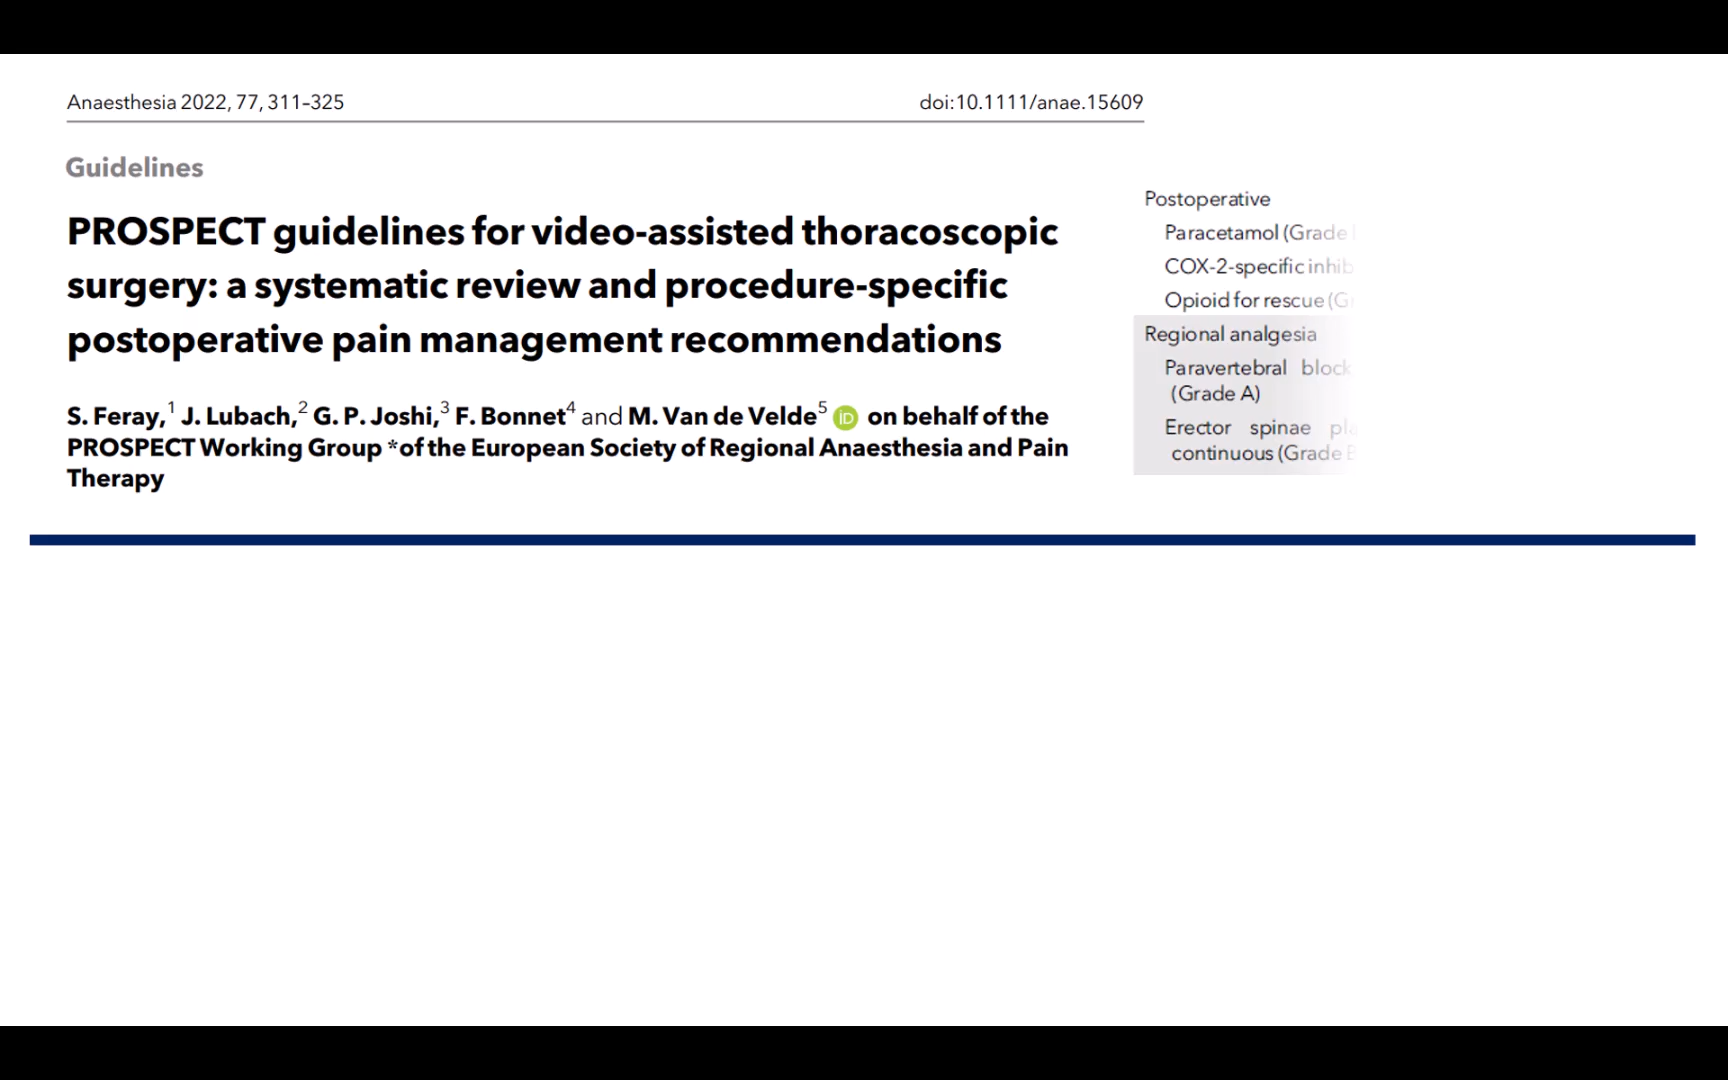 Anaesthesia 2022, 77, 311–325
doi:10.1111/anae.15609
Guidelines
PROSPECT guidelines for video-assisted thoracoscopic
surgery: a systematic review and procedure-specific
postoperative pain management recommendations
S. Feray,1 J. Lubach,2 G. P. Joshi,3 F. Bonnet4 and M. Van de Velde5 iD on behalf of the
PROSPECT Working Group *of the European Society of Regional Anaesthesia and Pain
Therapy
Postoperative
Paracetamol (Grade
COX-2-specific inhib
Opioid for rescue (G
Regional analgesia
Paravertebral block
(Grade A)
Erector spinae pla
continuous (Grade B